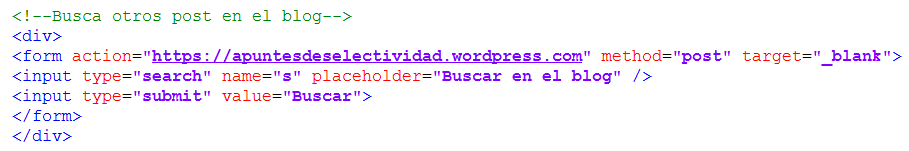 <!--Busca otros post en el blog-->
<div>
<form action="https://apuntesdeselectividad.wordpress.com" method="post" target="_blank">
<input type="search" name="s" placeholder="Buscar en el blog" />
<input type="submit" value="Buscar">
</form>
</div>